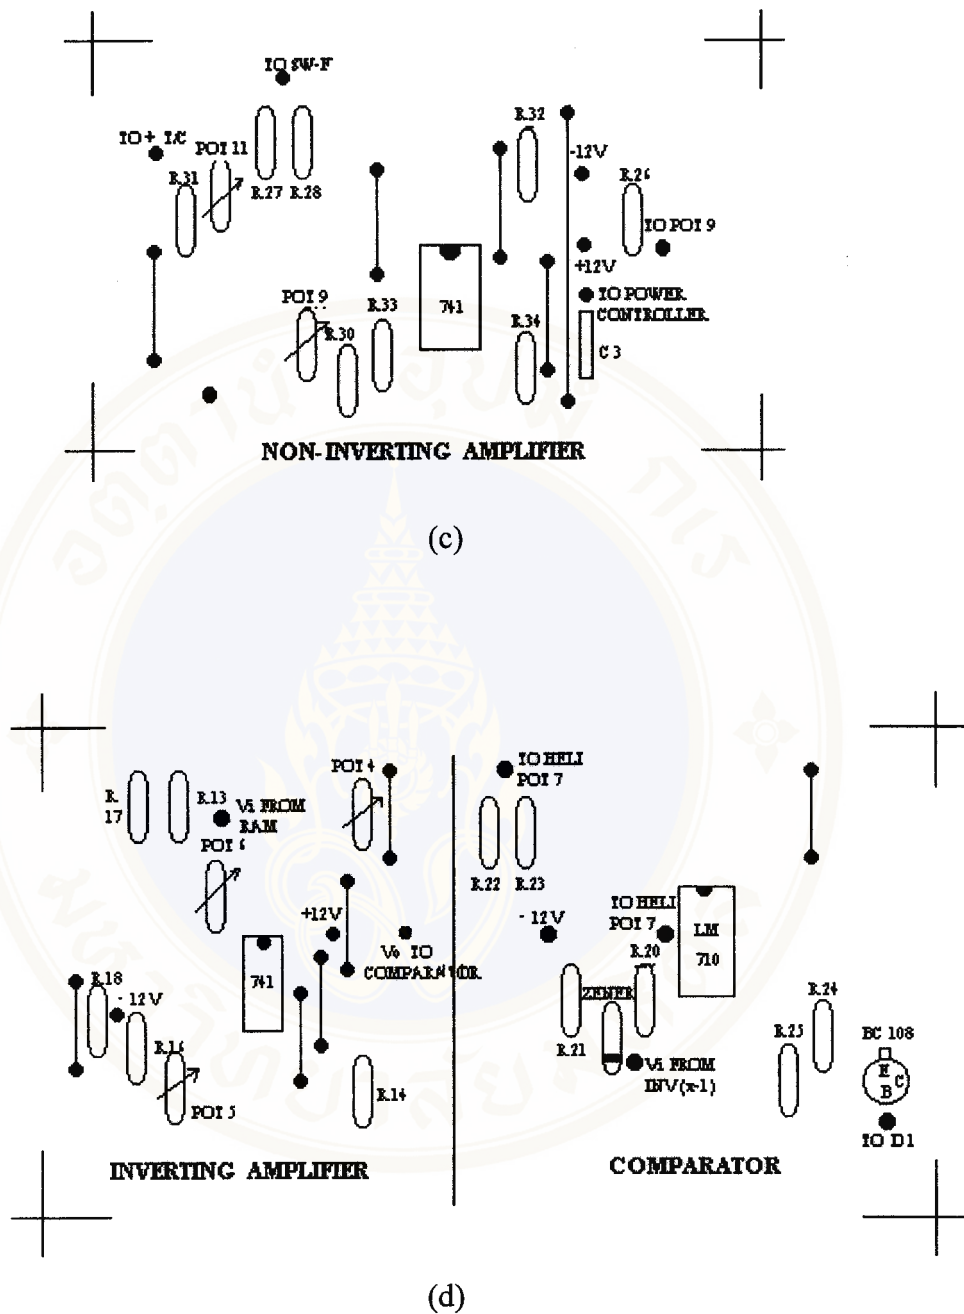 TO SW-F
R.32
TO + T/C
POT 11
-12V
R.31
R.27 R.28
R.26
TO POT 9
+12V
POT 9
R.33
741
TO POWER
CONTROLLER
R.30
R.34
C 3
NON-INVERTING AMPLIFIER
(c)
POT 4
TO HELI
POT 7
R.
17
R.13
Vi FROM
RAM
POT 6
R.22 R.23
+12V
- 12V
TO HELI
POT 7
LM
710
Vo TO
COMPARATOR
R.20
741
R.18
- 12V
ZENER
R.24
R.16
R.21
R.25
BC 108
E
C
B
Vi FROM
INV(x-1)
R.14
POT 5
TO D1
INVERTING AMPLIFIER
COMPARATOR
(d)